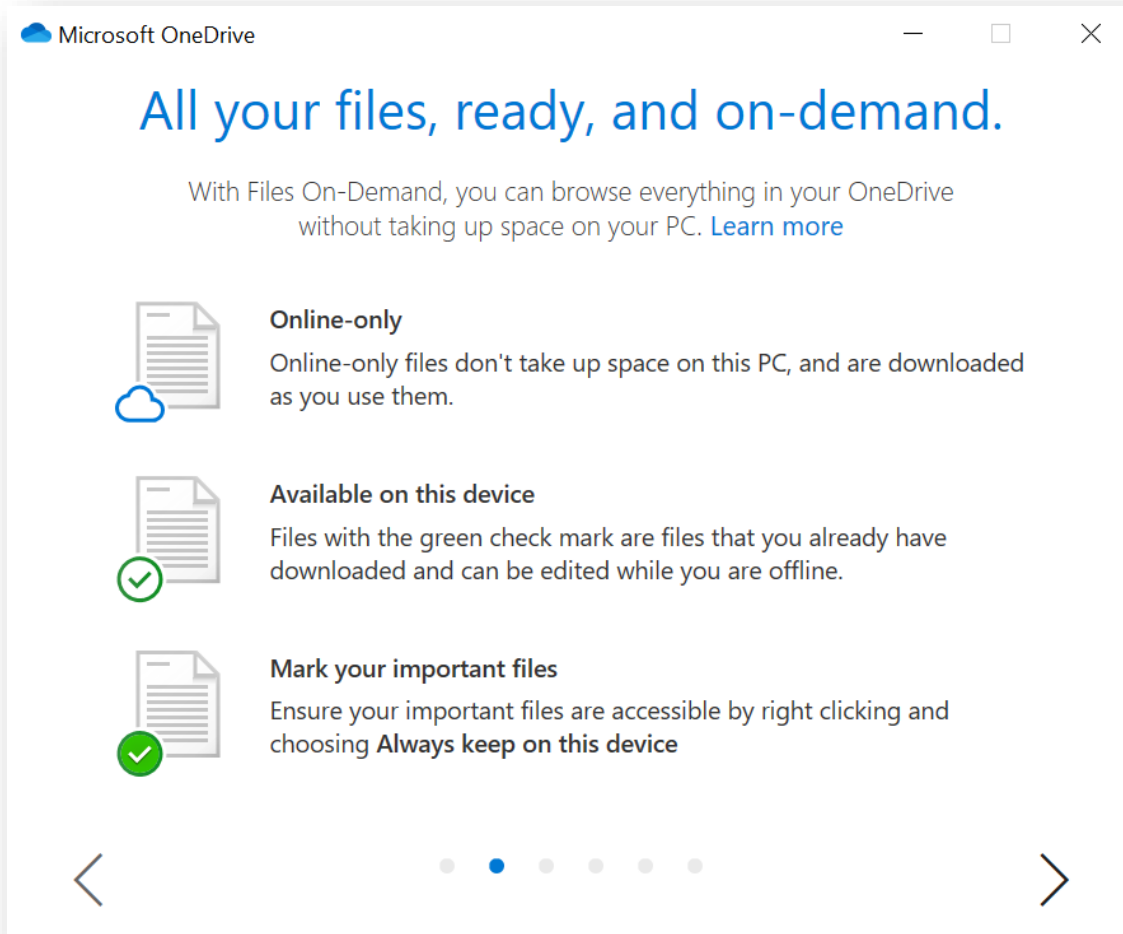 Microsoft OneDrive
All your files, ready, and on-demand.
With Files On-Demand, you can browse everything in your OneDrive
without taking up space on your PC. Learn more
Online-only
Online-only files don't take up space on this PC, and are downloaded
as you use them.
Available on this device
Files with the green check mark are files that you already have
downloaded and can be edited while you are offline.
Mark your important files
Ensure your important files are accessible by right clicking and
choosing Always keep on this device